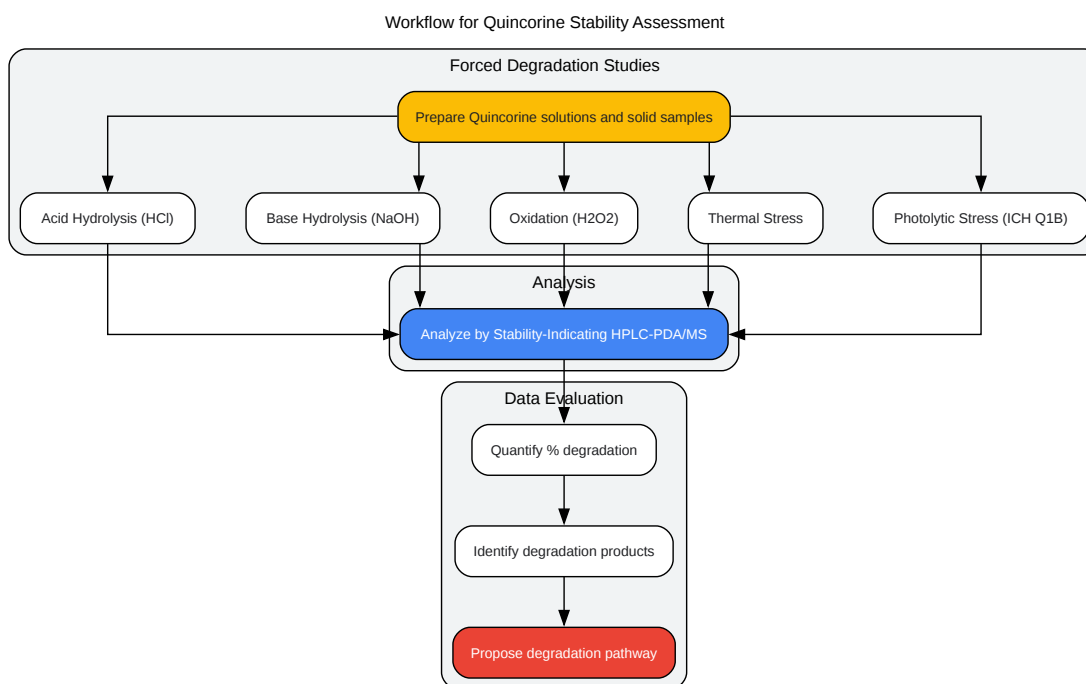 Workflow for Quincorine Stability Assessment
Forced Degradation Studies
Prepare Quincorine solutions and solid samples
Acid Hydrolysis (HCl)
Base Hydrolysis (NaOH)
Oxidation (H2O2)
Thermal Stress
Photolytic Stress (ICH Q1B)
Analysis
Analyze by Stability-Indicating HPLC-PDA/MS
Data Evaluation
Quantify % degradation
Identify degradation products
Propose degradation pathway